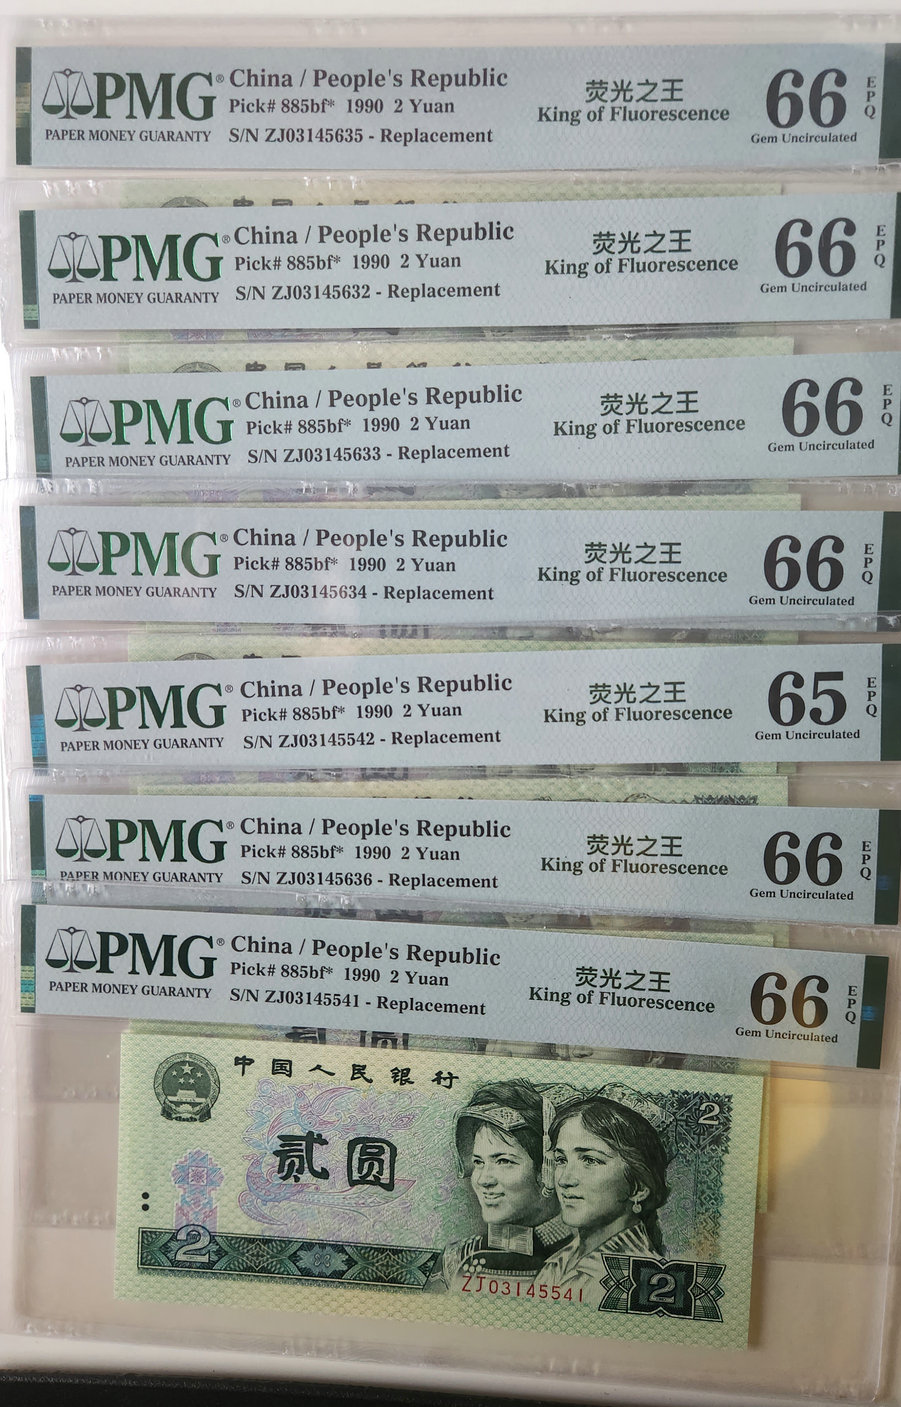 PMG® China / People's Republic 荧光之王 66 EPQ
Pick# 885bf* 1990 2 Yuan King of Fluorescence
PAPER MONEY GUARANTY S/N ZJ03145635 - Replacement Gem Uncirculated
PMG® China / People's Republic 荧光之王 66 EPQ
Pick# 885bf* 1990 2 Yuan King of Fluorescence
PAPER MONEY GUARANTY S/N ZJ03145632 - Replacement Gem Uncirculated
PMG® China / People's Republic 荧光之王 66 EPQ
Pick# 885bf* 1990 2 Yuan King of Fluorescence
PAPER MONEY GUARANTY S/N ZJ03145633 - Replacement Gem Uncirculated
PMG® China / People's Republic 荧光之王 66 EPQ
Pick# 885bf* 1990 2 Yuan King of Fluorescence
PAPER MONEY GUARANTY S/N ZJ03145634 - Replacement Gem Uncirculated
PMG® China / People's Republic 荧光之王 65 EPQ
Pick# 885bf* 1990 2 Yuan King of Fluorescence
PAPER MONEY GUARANTY S/N ZJ03145542 - Replacement Gem Uncirculated
PMG® China / People's Republic 荧光之王 66 EPQ
Pick# 885bf* 1990 2 Yuan King of Fluorescence
PAPER MONEY GUARANTY S/N ZJ03145636 - Replacement Gem Uncirculated
PMG® China / People's Republic 荧光之王 66 EPQ
Pick# 885bf* 1990 2 Yuan King of Fluorescence
PAPER MONEY GUARANTY S/N ZJ03145541 - Replacement Gem Uncirculated
中国人民银行
2
贰圆
2
2
ZJ03145541